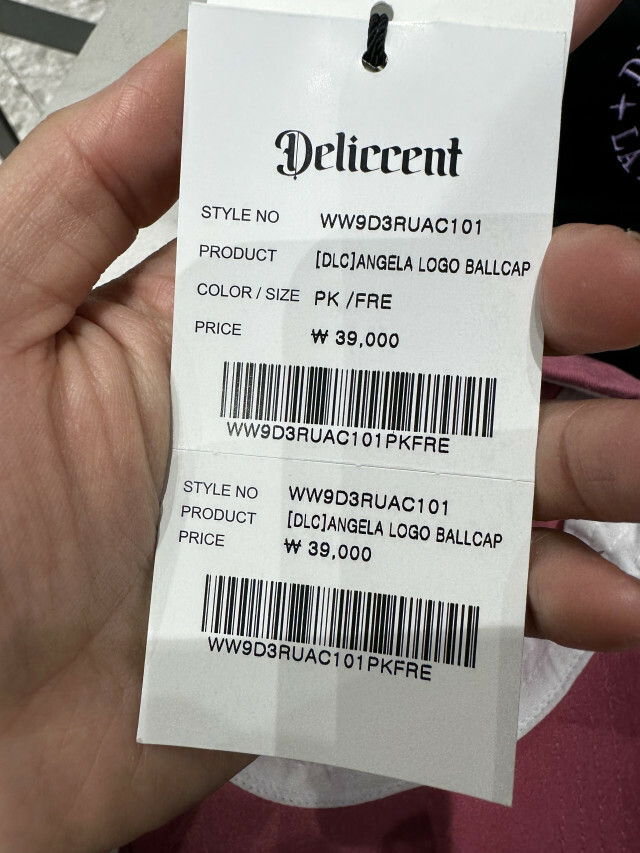 Deliccent
STYLE NO WW9D3RUAC101
PRODUCT [DLC]ANGELA LOGO BALLCAP
COLOR / SIZE PK /FRE
PRICE ₩ 39,000
WW9D3RUAC101PKFRE
STYLE NO WW9D3RUAC101
PRODUCT [DLC]ANGELA LOGO BALLCAP
PRICE ₩ 39,000
WW9D3RUAC101PKFRE